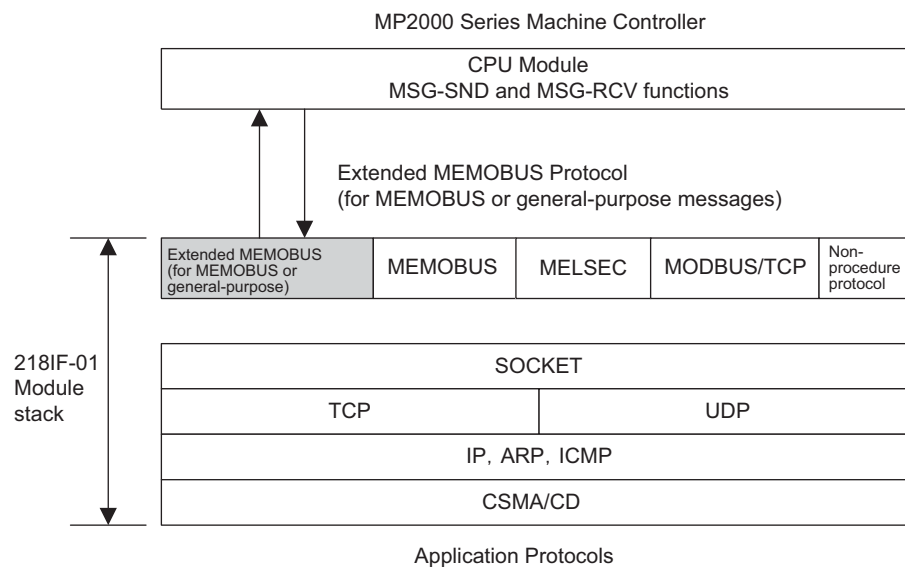 MP2000 Series Machine Controller
CPU Module
MSG-SND and MSG-RCV functions
Extended MEMOBUS Protocol
(for MEMOBUS or general-purpose messages)
Extended MEMOBUS
(for MEMOBUS or
general-purpose)
MEMOBUS
MELSEC
MODBUS/TCP
Non-
procedure
protocol
218IF-01
Module
stack
SOCKET
TCP
UDP
IP, ARP, ICMP
CSMA/CD
Application Protocols